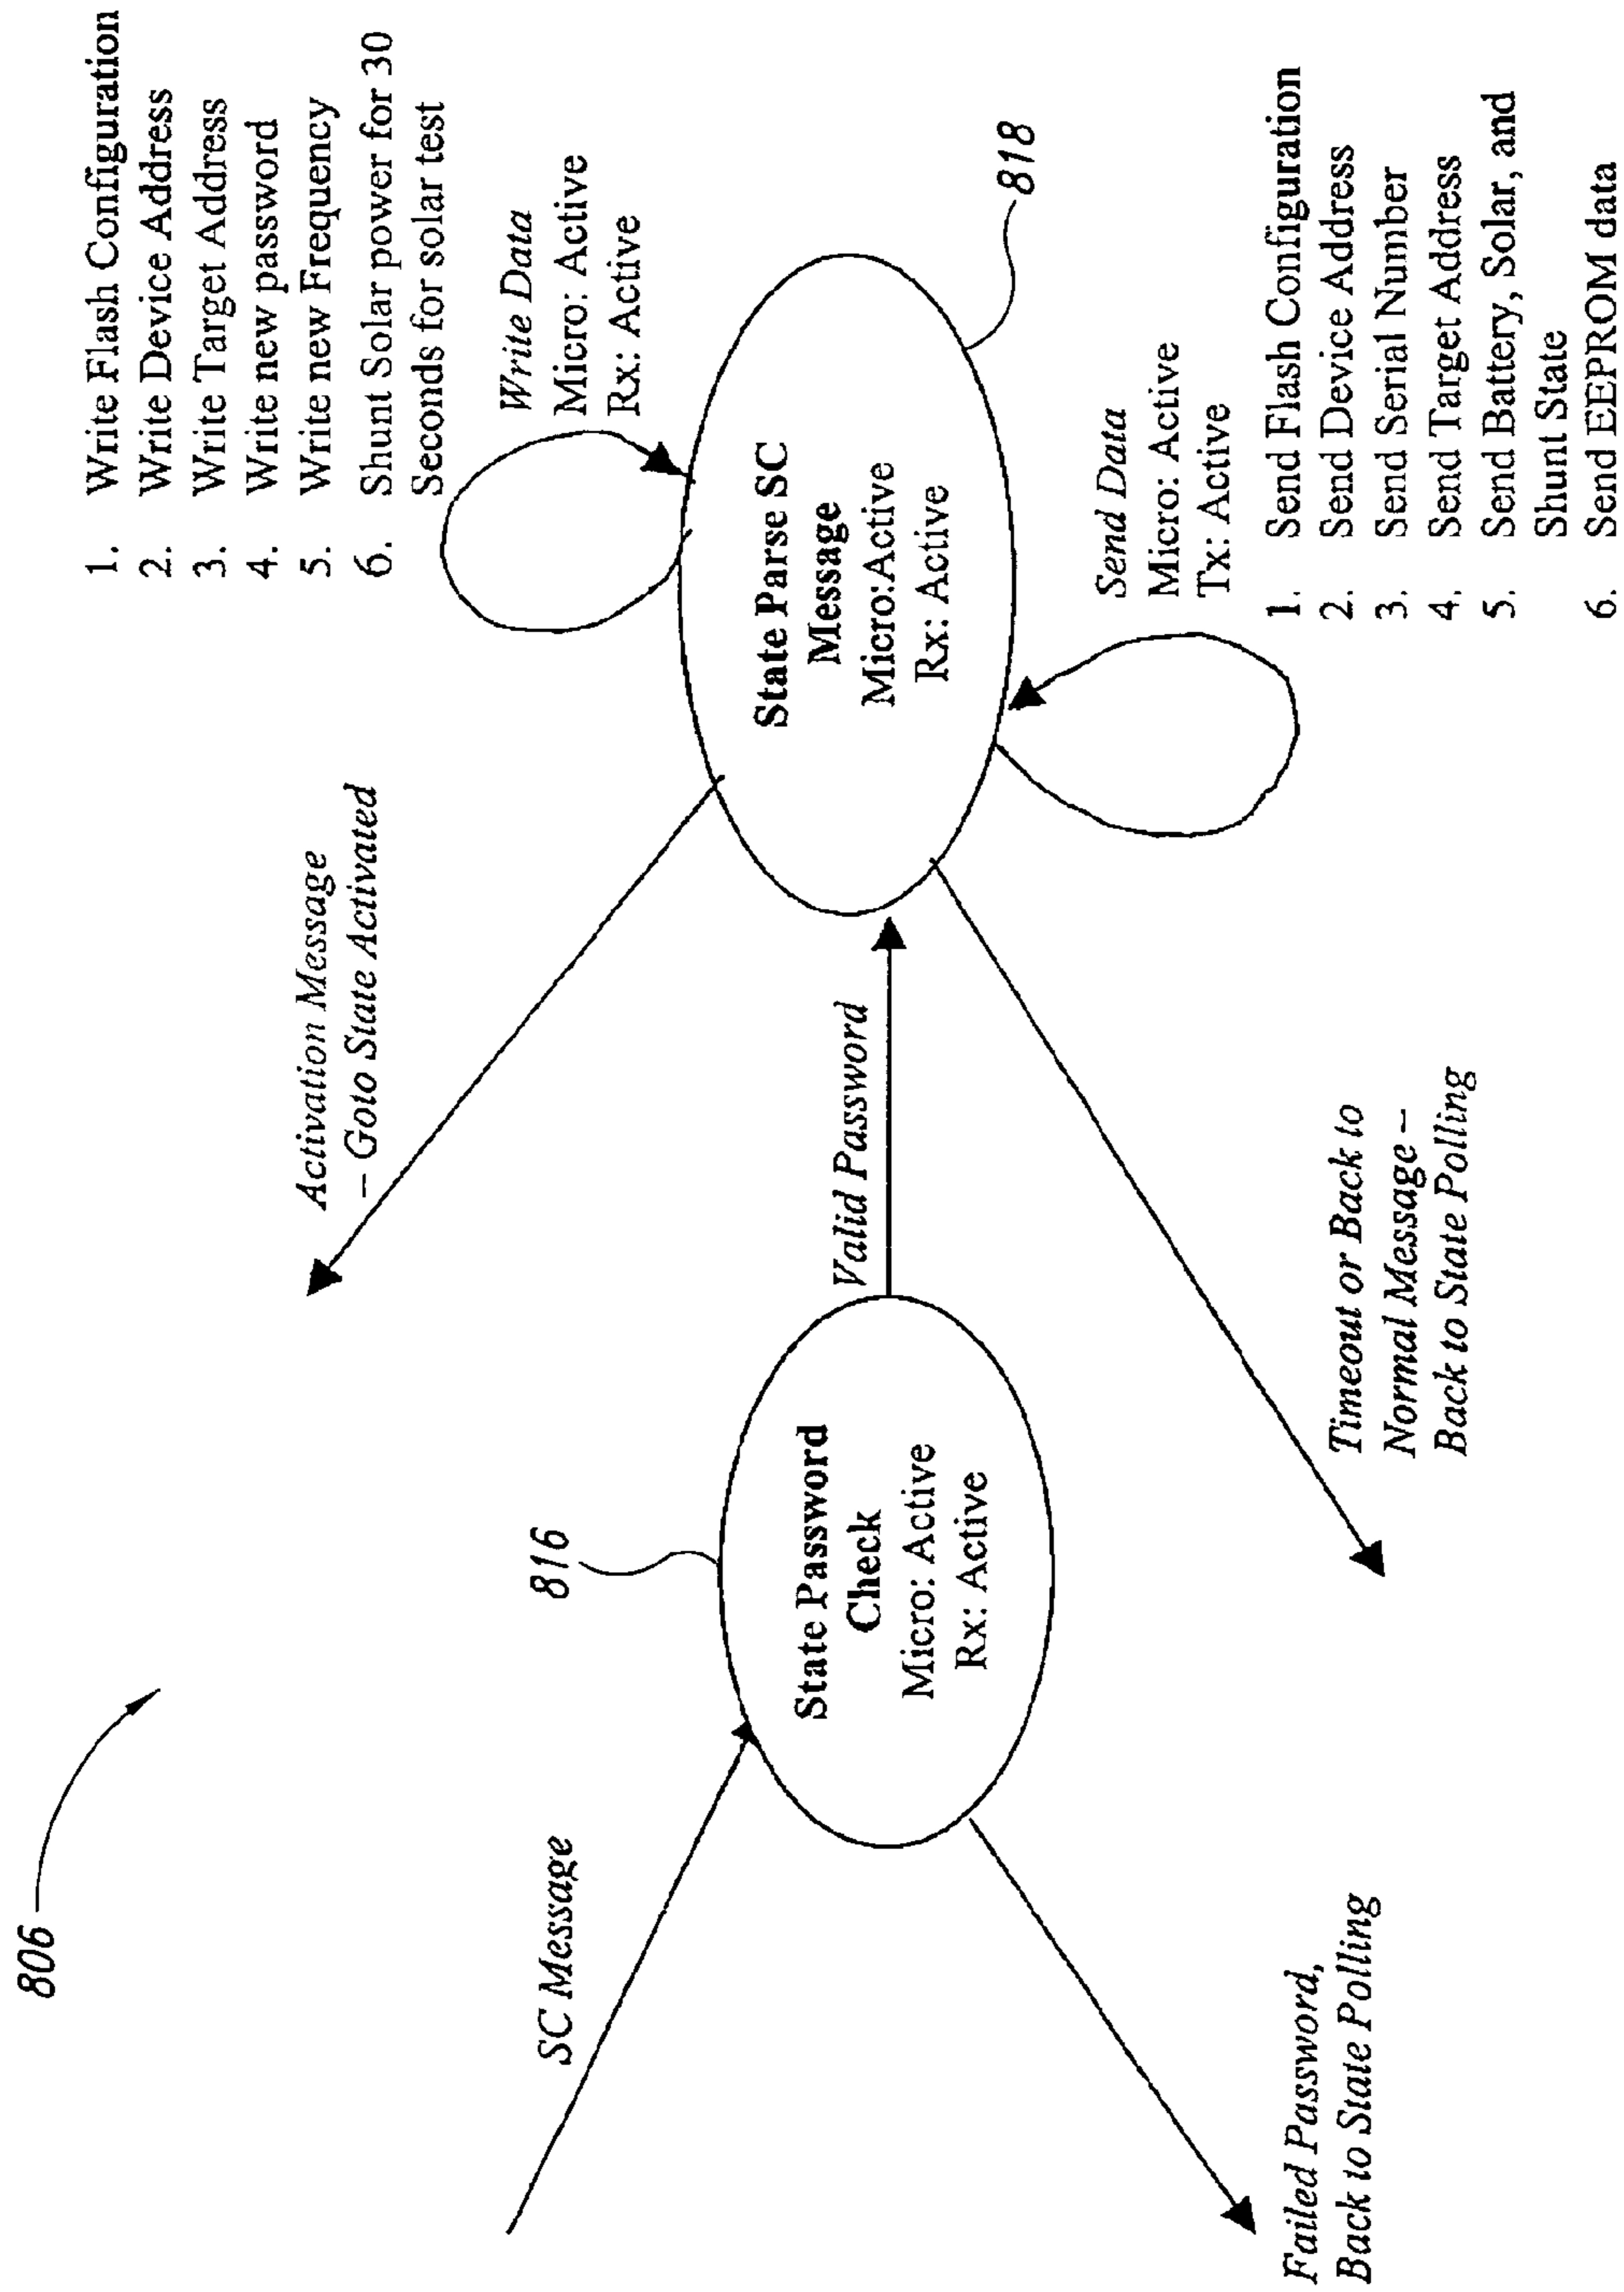 806
SC Message
Failed Password,
Back to State Polling
816
State Password
Check
Micro: Active
Rx: Active
Valid Password
Activation Message
– Goto State Activated
Timeout or Back to
Normal Message –
Back to State Polling
State Parse SC
Message
Micro:Active
Rx: Active
818
1. Write Flash Configuration
2. Write Device Address
3. Write Target Address
4. Write new password
5. Write new Frequency
6. Shunt Solar power for 30
Seconds for solar test
Write Data
Micro: Active
Rx: Active
Send Data
Micro: Active
Tx: Active
1. Send Flash Configuration
2. Send Device Address
3. Send Serial Number
4. Send Target Address
5. Send Battery, Solar, and
Shunt State
6. Send EEPROM data